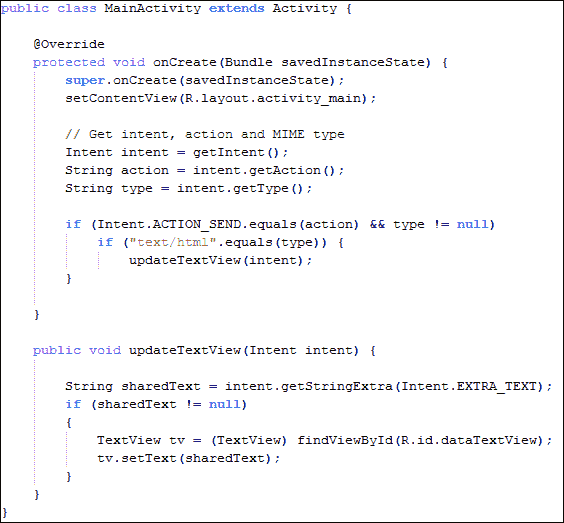 public class MainActivity extends Activity {
@Override
protected void onCreate(Bundle savedInstanceState) {
super.onCreate(savedInstanceState);
setContentView(R.layout.activity_main);
// Get intent, action and MIME type
Intent intent = getIntent();
String action = intent.getAction();
String type = intent.getType();
if (Intent.ACTION_SEND.equals(action) && type != null)
if ("text/html".equals(type)) {
updateTextView(intent);
}
}
public void updateTextView(Intent intent) {
String sharedText = intent.getStringExtra(Intent.EXTRA_TEXT);
if (sharedText != null)
{
TextView tv = (TextView) findViewById(R.id.dataTextView);
tv.setText(sharedText);
}
}
}